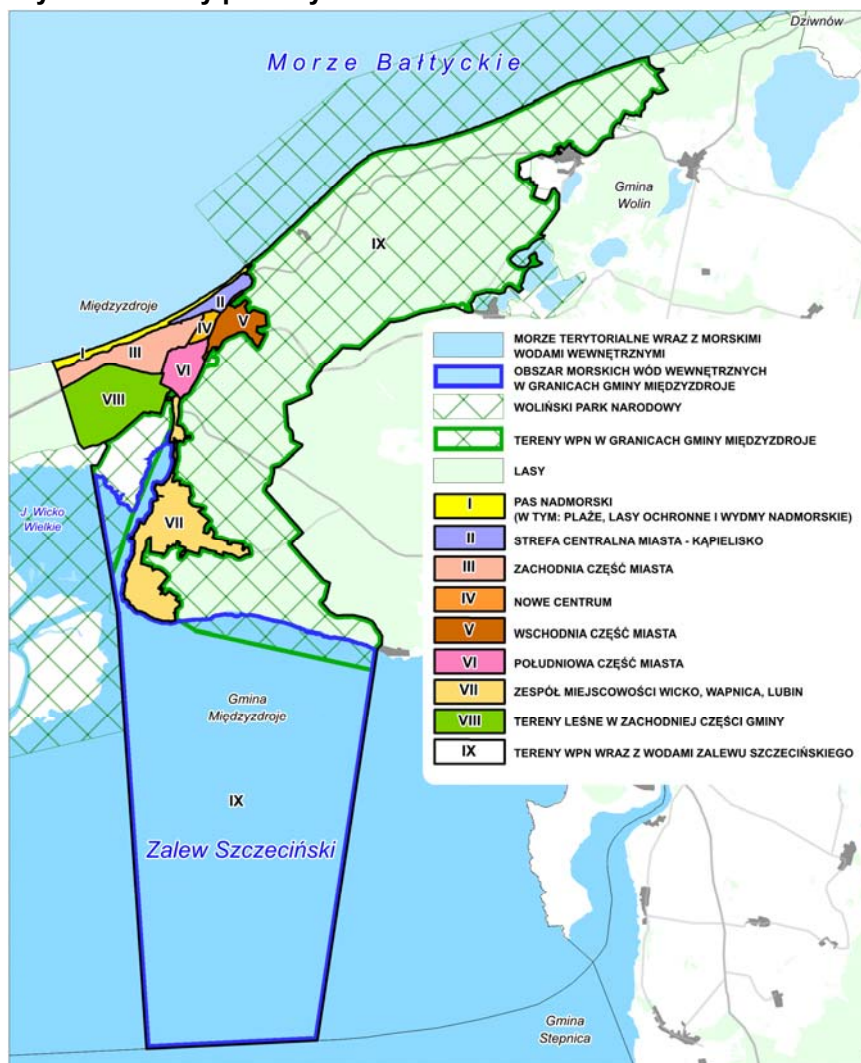 Dziwnów
Morze Bałtyckie
Gmina
Wolin
IX
Międzyzdroje
II
V
IV
III
I
VI
VIII
J. Wicko
Wielkie
VII
Gmina
Międzyzdroje
IX
Zalew Szczeciński
Gmina
Stepnica
MORZE TERYTORIALNE WRAZ Z MORSKIMI
WODAMI WEWNĘTRZNYMI
OBSZAR MORSKICH WÓD WEWNĘTRZNYCH
W GRANICACH GMINY MIĘDZYZDROJE
WOLIŃSKI PARK NARODOWY
TERENY WPN W GRANICACH GMINY MIĘDZYZDROJE
LASY
I PAS NADMORSKI
(W TYM: PLAŻE, LASY OCHRONNE I WYDMY NADMORSKIE)
II STREFA CENTRALNA MIASTA - KĄPIELISKO
III ZACHODNIA CZĘŚĆ MIASTA
IV NOWE CENTRUM
V WSCHODNIA CZĘŚĆ MIASTA
VI POŁUDNIOWA CZĘŚĆ MIASTA
VII ZESPÓŁ MIEJSCOWOŚCI WICKO, WAPNICA, LUBIN
VIII TERENY LEŚNE W ZACHODNIEJ CZĘŚCI GMINY
IX TERENY WPN WRAZ Z WODAMI ZALEWU SZCZECIŃSKIEGO